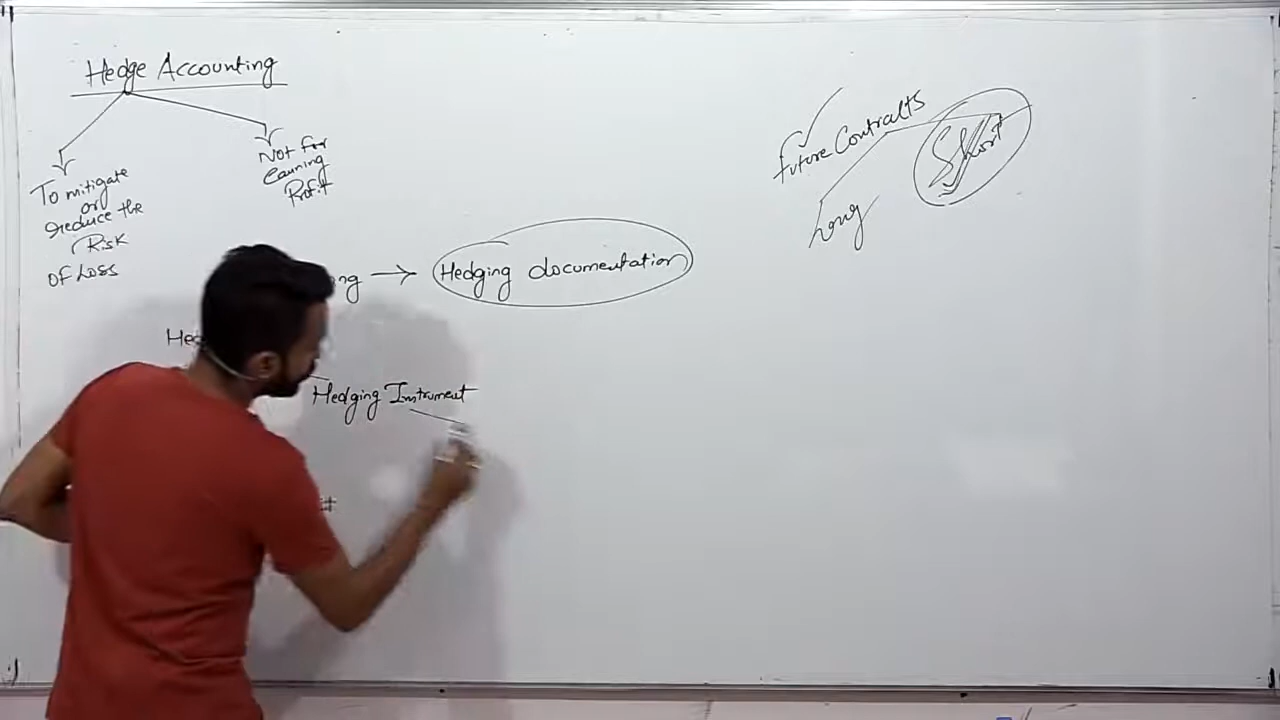 Hedge Accounting
To mitigate
or
reduce the
Risk
of Loss
Not for
earning
Profit
Hedging documentation
Hedging Instrument
future Contracts
Short
Long